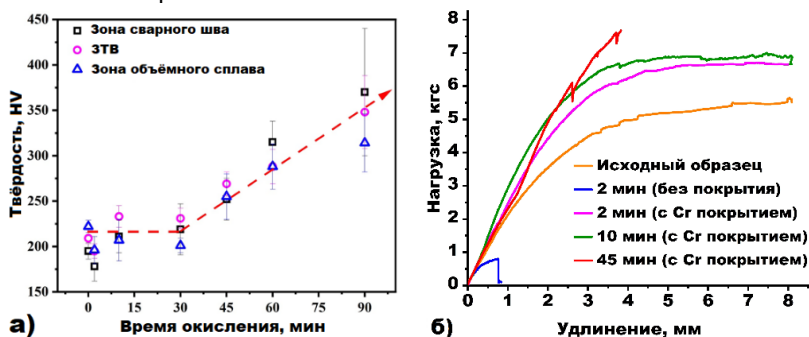 450
400
350
300
250
200
150
Твёрдость, HV
Зона сварного шва
ЗТВ
Зона объёмного сплава
0
10
20
30
45
60
90
Время окисления, мин
а)
8
7
6
5
4
3
2
1
0
Нагрузка, кгс
Исходный образец
2 мин (без покрытия)
2 мин (с Cr покрытием)
10 мин (с Cr покрытием)
45 мин (с Cr покрытием)
0
1
2
3
4
5
6
7
8
Удлинение, мм
б)